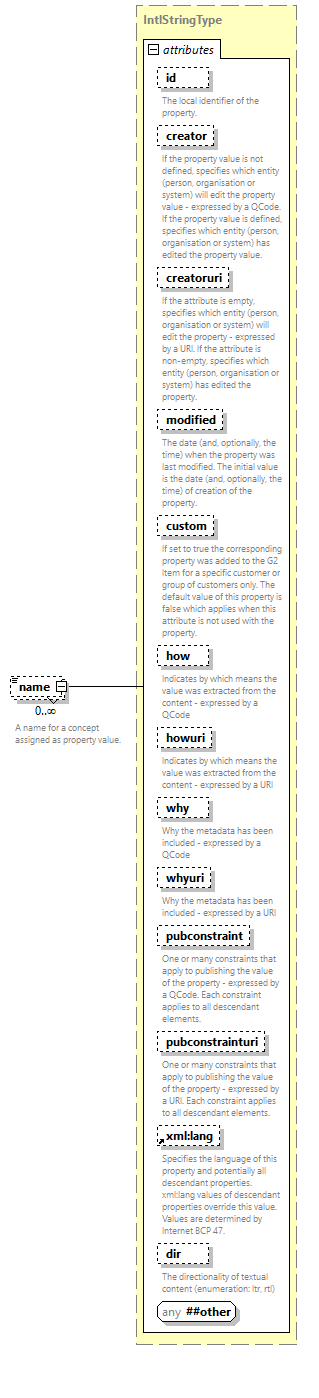 IntlStringType
attributes
id
The local identifier of the
property.
creator
If the property value is not
defined, specifies which entity
(person, organisation or
system) will edit the property
value - expressed by a QCode.
If the property value is defined,
specifies which entity (person,
organisation or system) has
edited the property value.
creatoruri
If the attribute is empty,
specifies which entity (person,
organisation or system) will
edit the property - expressed
by a URI. If the attribute is
non-empty, specifies which
entity (person, organisation or
system) has edited the
property.
modified
The date (and, optionally, the
time) when the property was
last modified. The initial value
is the date (and, optionally, the
time) of creation of the
property.
custom
If set to true the corresponding
property was added to the G2
Item for a specific customer or
group of customers only. The
default value of this property is
false which applies when this
attribute is not used with the
property.
how
Indicates by which means the
value was extracted from the
content - expressed by a
QCode
name
0..∞
A name for a concept
assigned as property value.
howuri
Indicates by which means the
value was extracted from the
content - expressed by a URI
why
Why the metadata has been
included - expressed by a
QCode
whyuri
Why the metadata has been
included - expressed by a URI
pubconstraint
One or many constraints that
apply to publishing the value
of the property - expressed by
a QCode. Each constraint
applies to all descendant
elements.
pubconstrainturi
One or many constraints that
apply to publishing the value
of the property - expressed by
a URI. Each constraint applies
to all descendant elements.
xml:lang
Specifies the language of this
property and potentially all
descendant properties.
xml:lang values of descendant
properties override this value.
Values are determined by
Internet BCP 47.
dir
The directionality of textual
content (enumeration: ltr, rtl)
any ##other